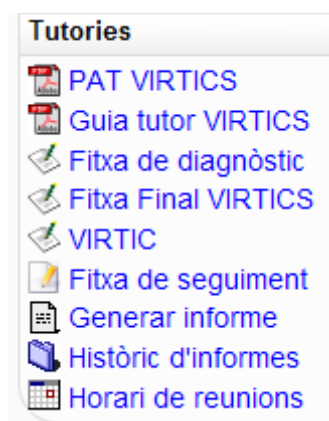 Tutories
PAT VIRTICS
Guia tutor VIRTICS
Fitxa de diagnòstic
Fitxa Final VIRTICS
VIRTIC
Fitxa de seguiment
Generar informe
Històric d'informes
Horari de reunions